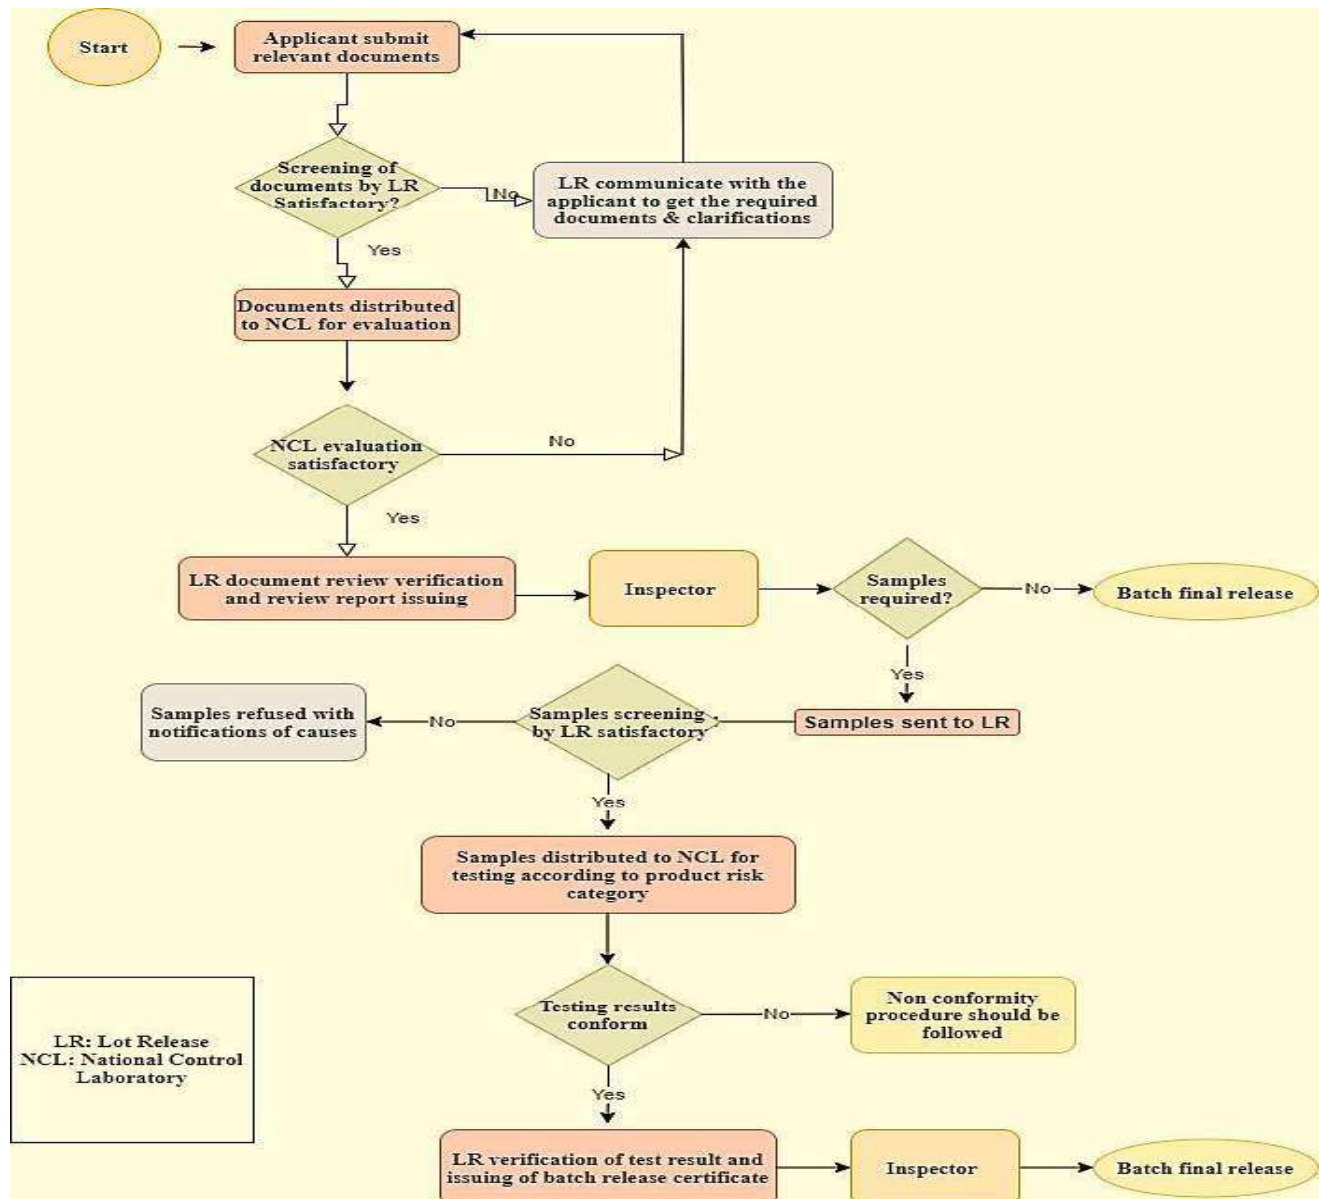 Start
Applicant submit
relevant documents
Screening of
documents by LR
Satisfactory?
No
LR communicate with the
applicant to get the required
documents & clarifications
Yes
Documents distributed
to NCL for evaluation
NCL evaluation
satisfactory
No
Yes
LR document review verification
and review report issuing
Inspector
Samples
required?
No
Batch final release
Yes
Samples sent to LR
Samples screening
by LR satisfactory
No
Samples refused with
notifications of causes
Yes
Samples distributed to NCL for
testing according to product risk
category
Testing results
conform
No
Non conformity
procedure should be
followed
LR: Lot Release
NCL: National Control
Laboratory
Yes
LR verification of test result and
issuing of batch release certificate
Inspector
Batch final release